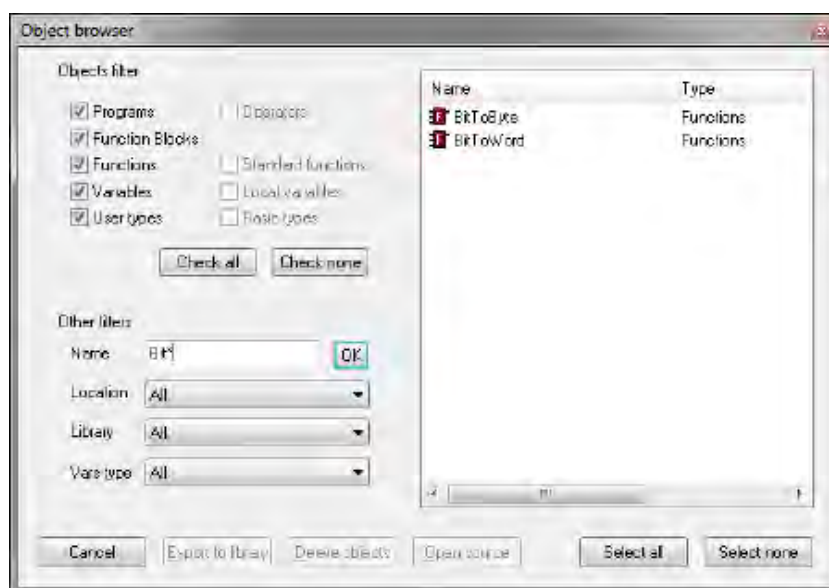 Object browser
Objects filter
Programs
Operators
Function Blocks
Functions
Standard functions
Variables
Local variables
User types
Basic types
Check all
Check none
Other filters
Name
Bit*
OK
Location
All
Library
All
Vars type
All
Name
Type
BitToByte
Functions
BitToWord
Functions
Cancel
Export to library
Delete objects
Open source
Select all
Select none